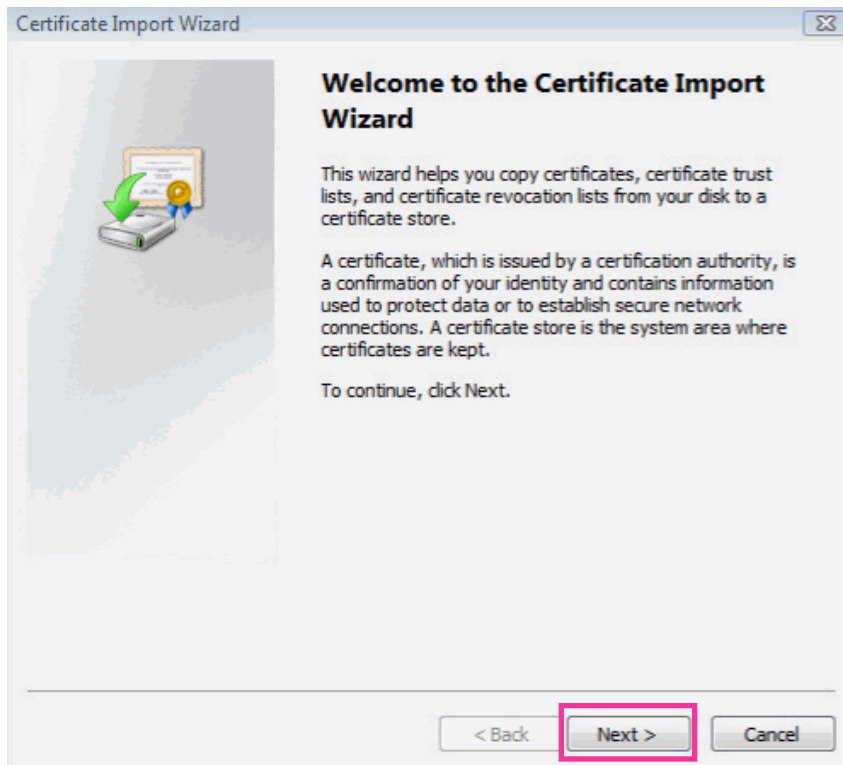 Certificate Import Wizard
Welcome to the Certificate Import
Wizard
This wizard helps you copy certificates, certificate trust
lists, and certificate revocation lists from your disk to a
certificate store.
A certificate, which is issued by a certification authority, is
a confirmation of your identity and contains information
used to protect data or to establish secure network
connections. A certificate store is the system area where
certificates are kept.
To continue, click Next.
< Back
Next >
Cancel